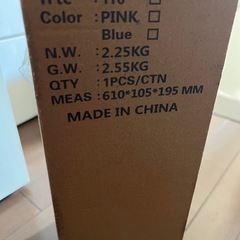 Color: PINK
Blue
N.W. : 2.25KG
G.W. : 2.55KG
QTY : 1PCS/CTN
MEAS : 610*105*195 MM
MADE IN CHINA